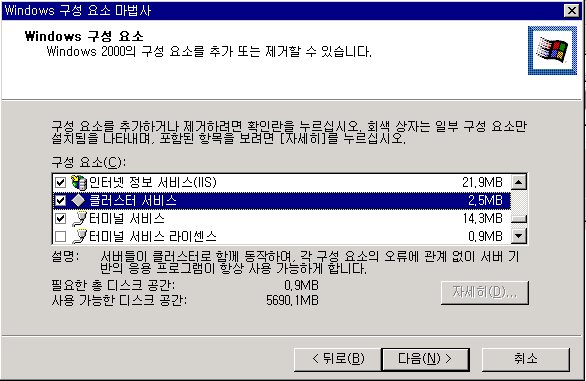 Windows 구성 요소 마법사
Windows 구성 요소
Windows 2000의 구성 요소를 추가 또는 제거할 수 있습니다.
구성 요소를 추가하거나 제거하려면 확인란을 누르십시오. 회색 상자는 일부 구성 요소만
설치됨을 나타내며, 포함된 항목을 보려면 [자세히]를 누르십시오.
구성 요소(C):
인터넷 정보 서비스(IIS) 21,9MB
클러스터 서비스 2,5MB
터미널 서비스 14,3MB
터미널 서비스 라이센스 0,9MB
설명: 서버들이 클러스터로 함께 동작하여, 각 구성 요소의 오류에 관계 없이 서버 기
반의 응용 프로그램이 항상 사용 가능하게 합니다.
필요한 총 디스크 공간: 0,9MB
사용 가능한 디스크 공간: 5690,1MB
자세히(D)...
< 뒤로(B) 다음(N) > 취소